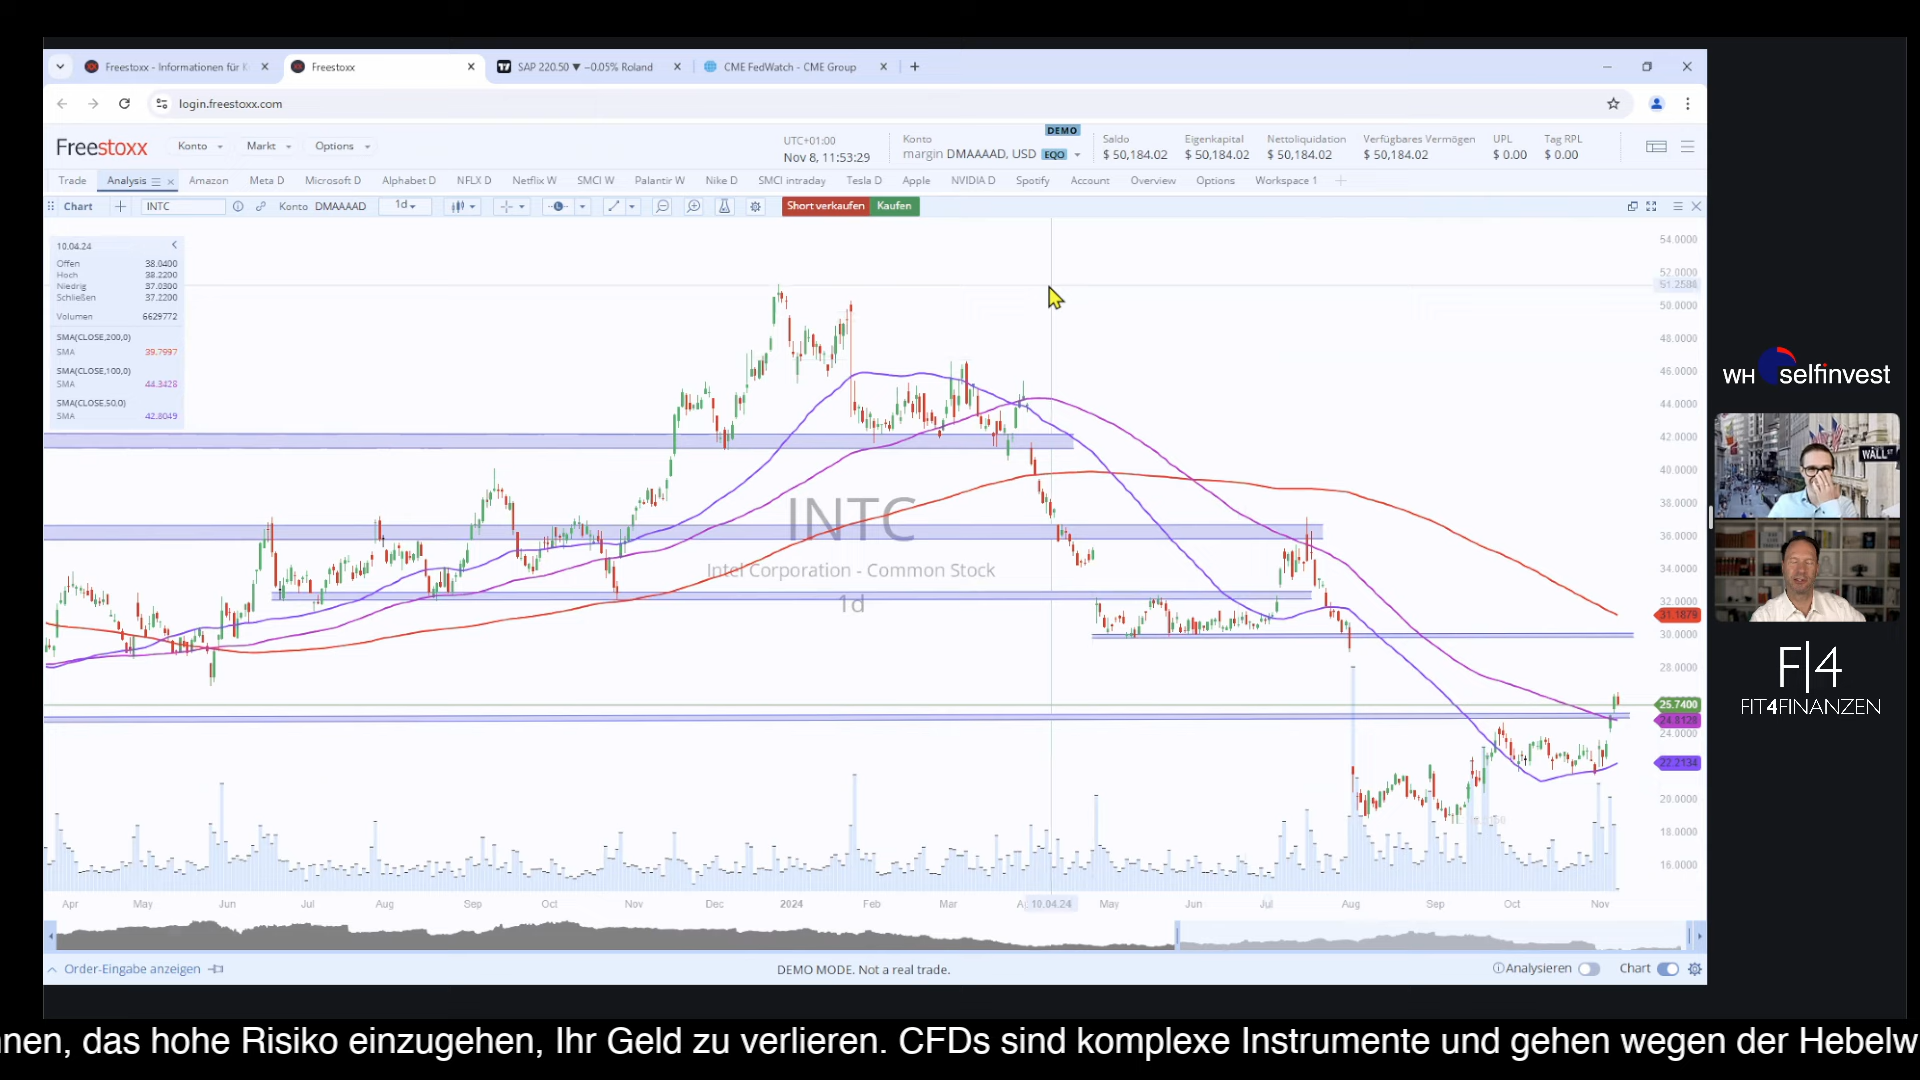 Freestoxx - Informationen für K
Freestoxx
SAP 220.50 ▼ −0.05% Roland
CME FedWatch - CME Group
login.freestoxx.com
Freestoxx
Konto
Markt
Options
UTC+01:00
Nov 8, 11:53:29
Konto
DEMO
margin DMAAAAD, USD EQO
Saldo
$ 50,184.02
Eigenkapital
$ 50,184.02
Nettoliquidation
$ 50,184.02
Verfügbares Vermögen
$ 50,184.02
UPL
$ 0.00
Tag RPL
$ 0.00
Trade Analysis Amazon Meta D Microsoft D Alphabet D NFLX D Netflix W SMCI W Palantir W Nike D SMCI intraday Tesla D Apple NVIDIA D Spotify Account Overview Options Workspace 1
Chart INTC Konto DMAAAAD 1d Short verkaufen Kaufen
10.04.24
Offen 38.0400
Hoch 38.2200
Niedrig 37.0300
Schließen 37.2200
Volumen 6629772
SMA(CLOSE,200,0)
SMA 39.7997
SMA(CLOSE,100,0)
SMA 44.3428
SMA(CLOSE,50,0)
SMA 42.8049
INTC
Intel Corporation - Common Stock
1d
54.0000
52.0000
51.2586
50.0000
48.0000
46.0000
44.0000
42.0000
40.0000
38.0000
36.0000
34.0000
32.0000
31.1879
30.0000
28.0000
25.7400
24.8128
24.0000
22.2134
20.0000
18.0000
16.0000
Apr May Jun Jul Aug Sep Oct Nov Dec 2024 Feb Mar 10.04.24 May Jun Jul Aug Sep Oct Nov
Order-Eingabe anzeigen
DEMO MODE. Not a real trade.
Analysieren
Chart
WH selfinvest
WALL ST
F|4
FIT4FINANZEN
nnen, das hohe Risiko einzugehen, Ihr Geld zu verlieren. CFDs sind komplexe Instrumente und gehen wegen der Hebelw